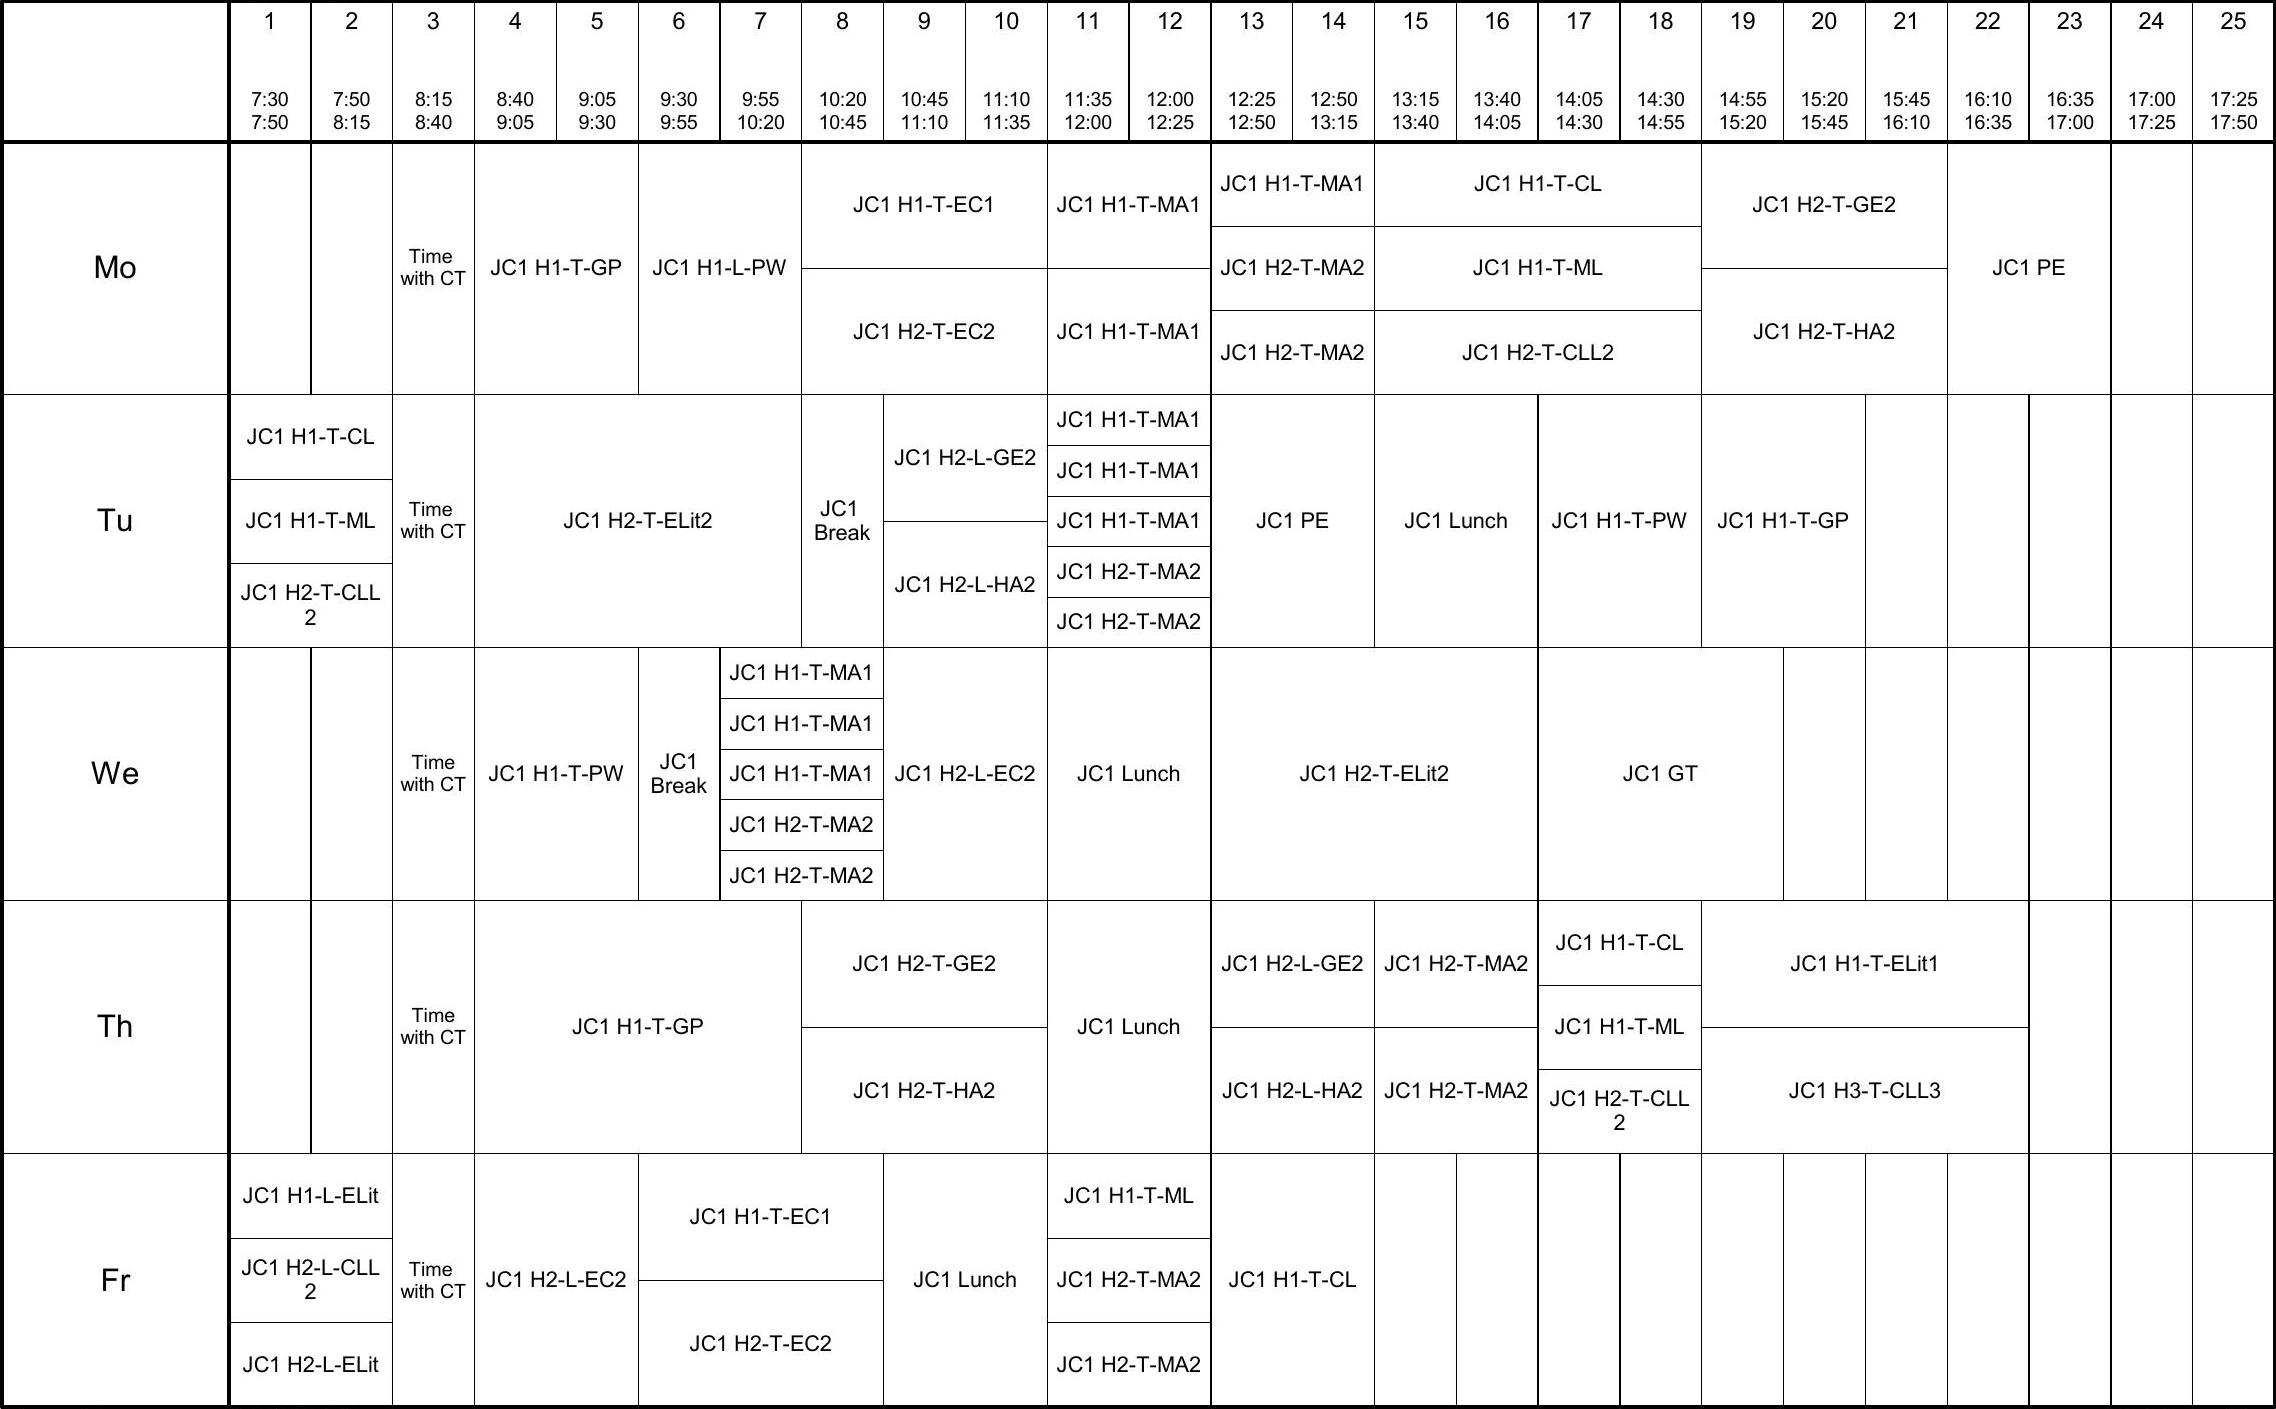 1 2 3 4 5 6 7 8 9 10 11 12 13 14 15 16 17 18 19 20 21 22 23 24 25
7:30 7:50 8:15 8:40 9:05 9:30 9:55 10:20 10:45 11:10 11:35 12:00 12:25 12:50 13:15 13:40 14:05 14:30 14:55 15:20 15:45 16:10 16:35 17:00 17:25
7:50 8:15 8:40 9:05 9:30 9:55 10:20 10:45 11:10 11:35 12:00 12:25 12:50 13:15 13:40 14:05 14:30 14:55 15:20 15:45 16:10 16:35 17:00 17:25 17:50
Mo
Time
with CT
JC1 H1-T-GP
JC1 H1-L-PW
JC1 H1-T-EC1
JC1 H2-T-EC2
JC1 H1-T-MA1
JC1 H1-T-MA1
JC1 H1-T-MA1
JC1 H2-T-MA2
JC1 H2-T-MA2
JC1 H1-T-CL
JC1 H1-T-ML
JC1 H2-T-CLL2
JC1 H2-T-GE2
JC1 H2-T-HA2
JC1 PE
Tu
JC1 H1-T-CL
JC1 H1-T-ML
JC1 H2-T-CLL
2
Time
with CT
JC1 H2-T-ELit2
JC1
Break
JC1 H2-L-GE2
JC1 H2-L-HA2
JC1 H1-T-MA1
JC1 H1-T-MA1
JC1 H1-T-MA1
JC1 H2-T-MA2
JC1 H2-T-MA2
JC1 PE
JC1 Lunch
JC1 H1-T-PW
JC1 H1-T-GP
We
Time
with CT
JC1 H1-T-PW
JC1
Break
JC1 H1-T-MA1
JC1 H1-T-MA1
JC1 H1-T-MA1
JC1 H2-T-MA2
JC1 H2-T-MA2
JC1 H2-L-EC2
JC1 Lunch
JC1 H2-T-ELit2
JC1 GT
Th
Time
with CT
JC1 H1-T-GP
JC1 H2-T-GE2
JC1 H2-T-HA2
JC1 Lunch
JC1 H2-L-GE2
JC1 H2-L-HA2
JC1 H2-T-MA2
JC1 H2-T-MA2
JC1 H1-T-CL
JC1 H1-T-ML
JC1 H2-T-CLL
2
JC1 H1-T-ELit1
JC1 H3-T-CLL3
Fr
JC1 H1-L-ELit
JC1 H2-L-CLL
2
JC1 H2-L-ELit
Time
with CT
JC1 H2-L-EC2
JC1 H1-T-EC1
JC1 H2-T-EC2
JC1 Lunch
JC1 H1-T-ML
JC1 H2-T-MA2
JC1 H2-T-MA2
JC1 H1-T-CL